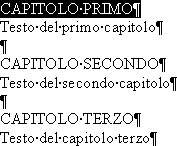 CAPITOLO·PRIMO¶
Testo·del·primo·capitolo¶
¶
CAPITOLO·SECONDO¶
Testo·del·secondo·capitolo¶
¶
CAPITOLO·TERZO¶
Testo·del·capitolo·terzo¶